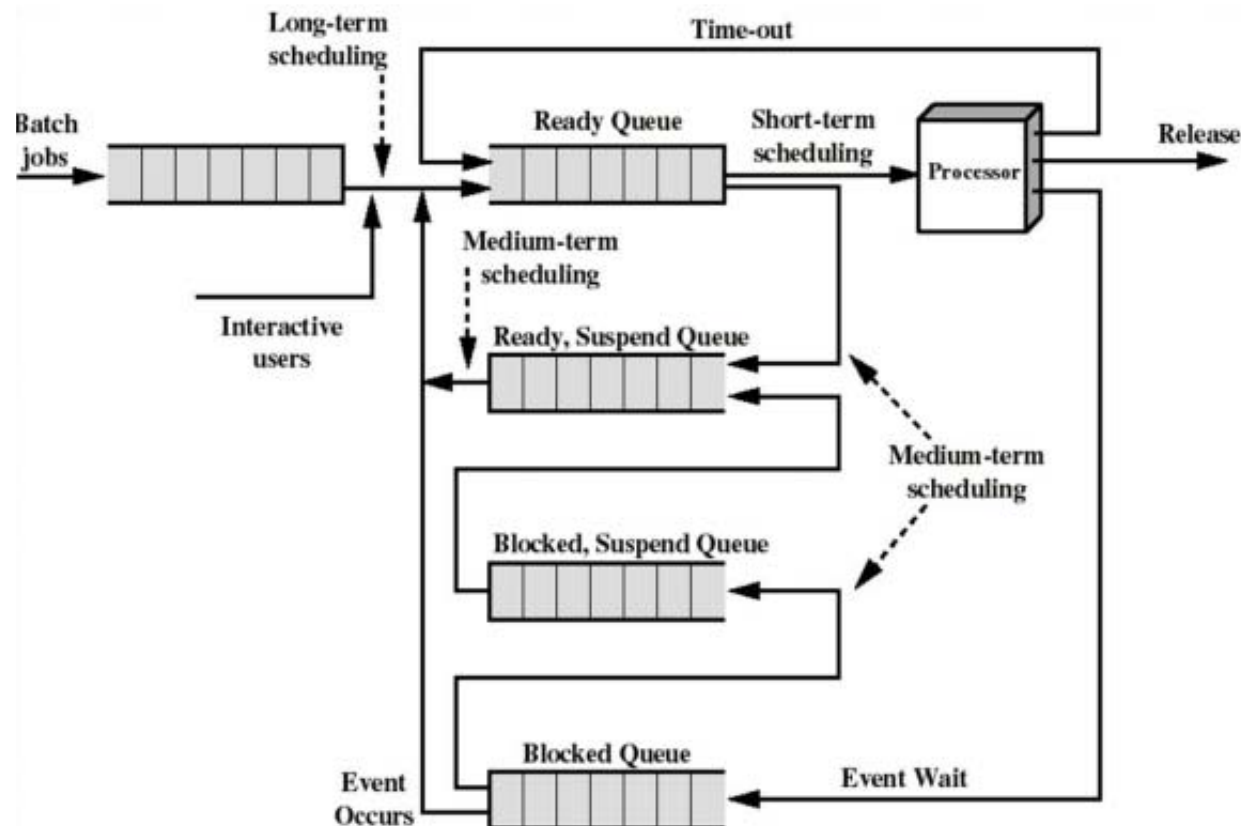 Long-term
scheduling
Time-out
Batch
jobs
Ready Queue
Short-term
scheduling
Processor
Release
Medium-term
scheduling
Interactive
users
Ready, Suspend Queue
Medium-term
scheduling
Blocked, Suspend Queue
Blocked Queue
Event Wait
Event
Occurs